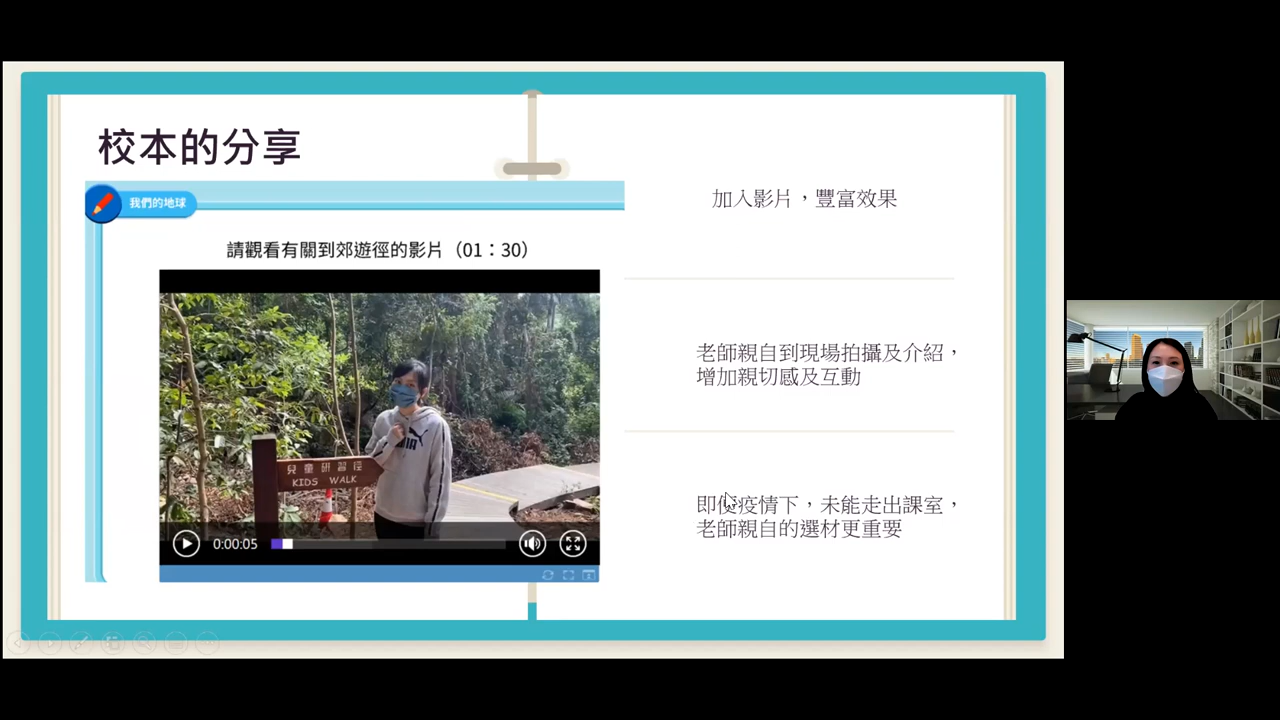 校本的分享
我們的地球
請觀看有關到郊遊徑的影片（01：30）
兒童研習徑
KIDS WALK
0:00:05
加入影片，豐富效果
老師親自到現場拍攝及介紹，
增加親切感及互動
即使疫情下，未能走出課室，
老師親自的選材更重要